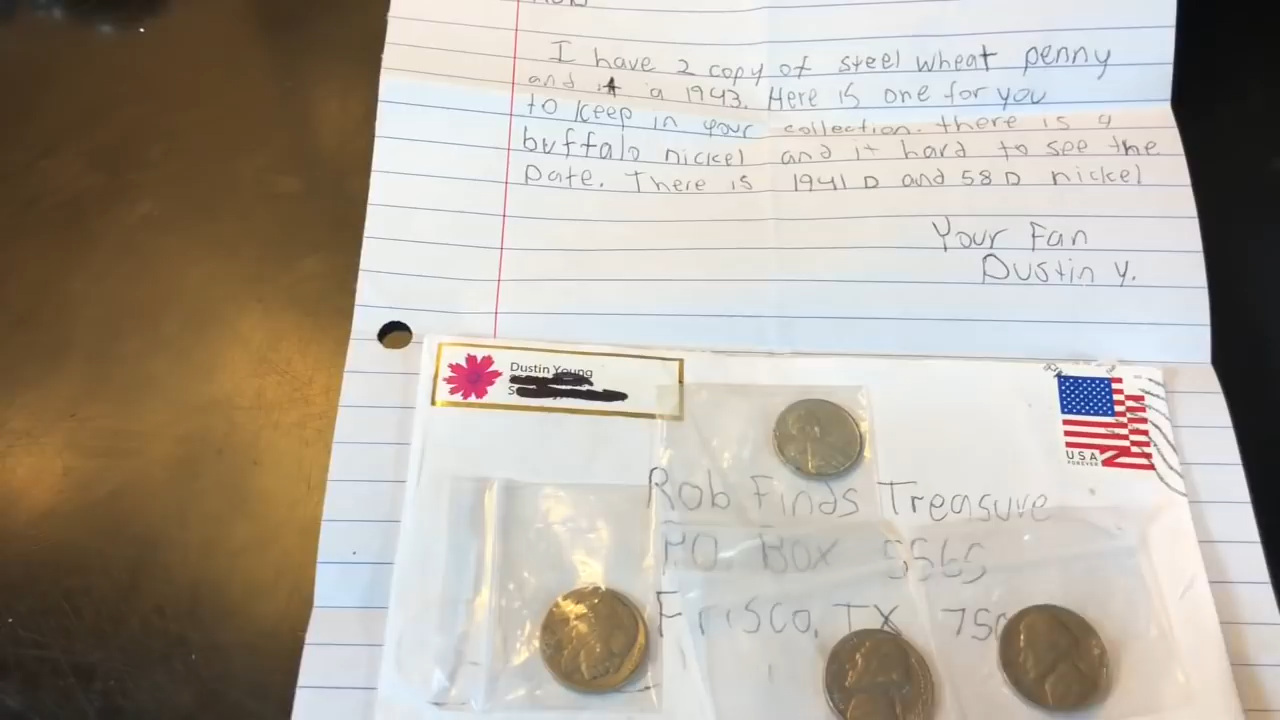 I have 2 copy of steel wheat penny
and it a 1943. Here is one for you
to keep in your collection. there is a
buffalo nickel and it hard to see the
Date. There is 1941 D and 58 D nickel
Your Fan
Dustin Y.
Dustin Young
USA
FOREVER
Rob Finds Treasure
P.O. Box 5565
Frisco, TX